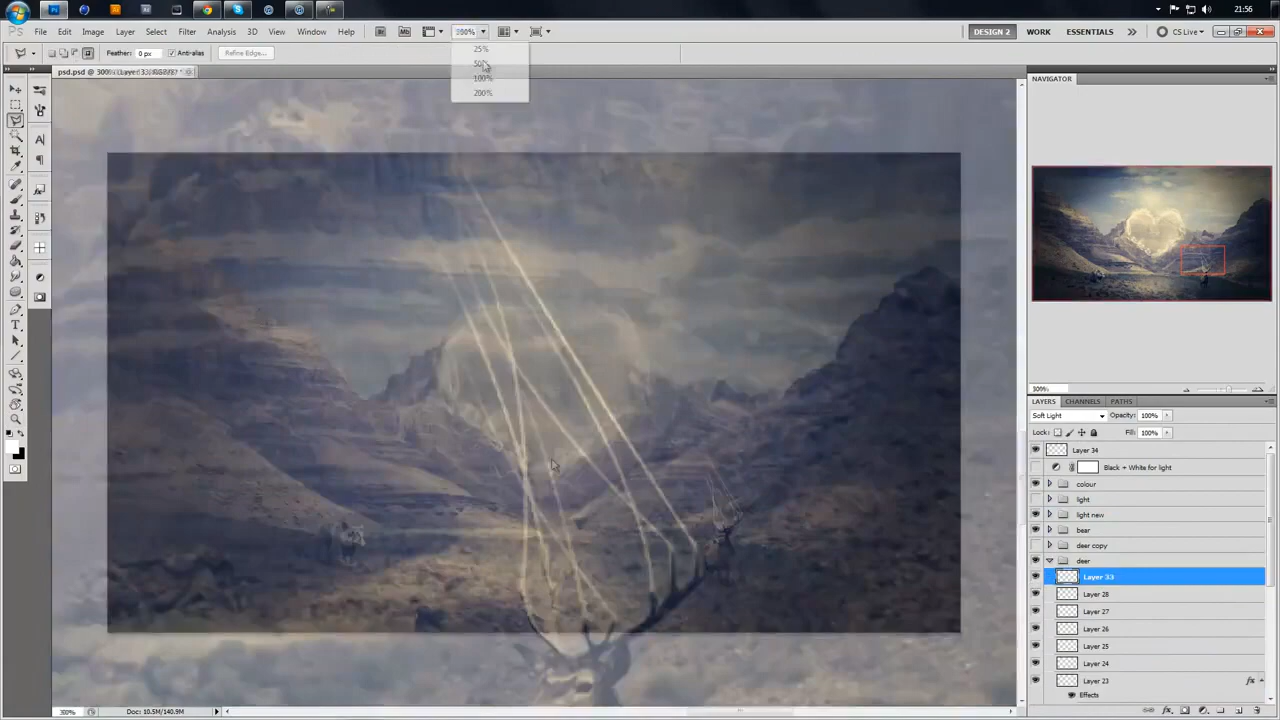 21:56
File Edit Image Layer Select Filter Analysis 3D View Window Help
DESIGN 2 WORK ESSENTIALS CS Live
Feather: 0 px Anti-alias Refine Edge...
25%
50%
100%
200%
NAVIGATOR
LAYERS CHANNELS PATHS
Soft Light Opacity: 100%
Lock: Fill: 100%
Layer 34
Black + White for light
colour
light
light new
bear
deer copy
deer
Layer 33
Layer 28
Layer 27
Layer 26
Layer 25
Layer 24
Layer 23
Effects
300% Doc: 10.5M/140.9M